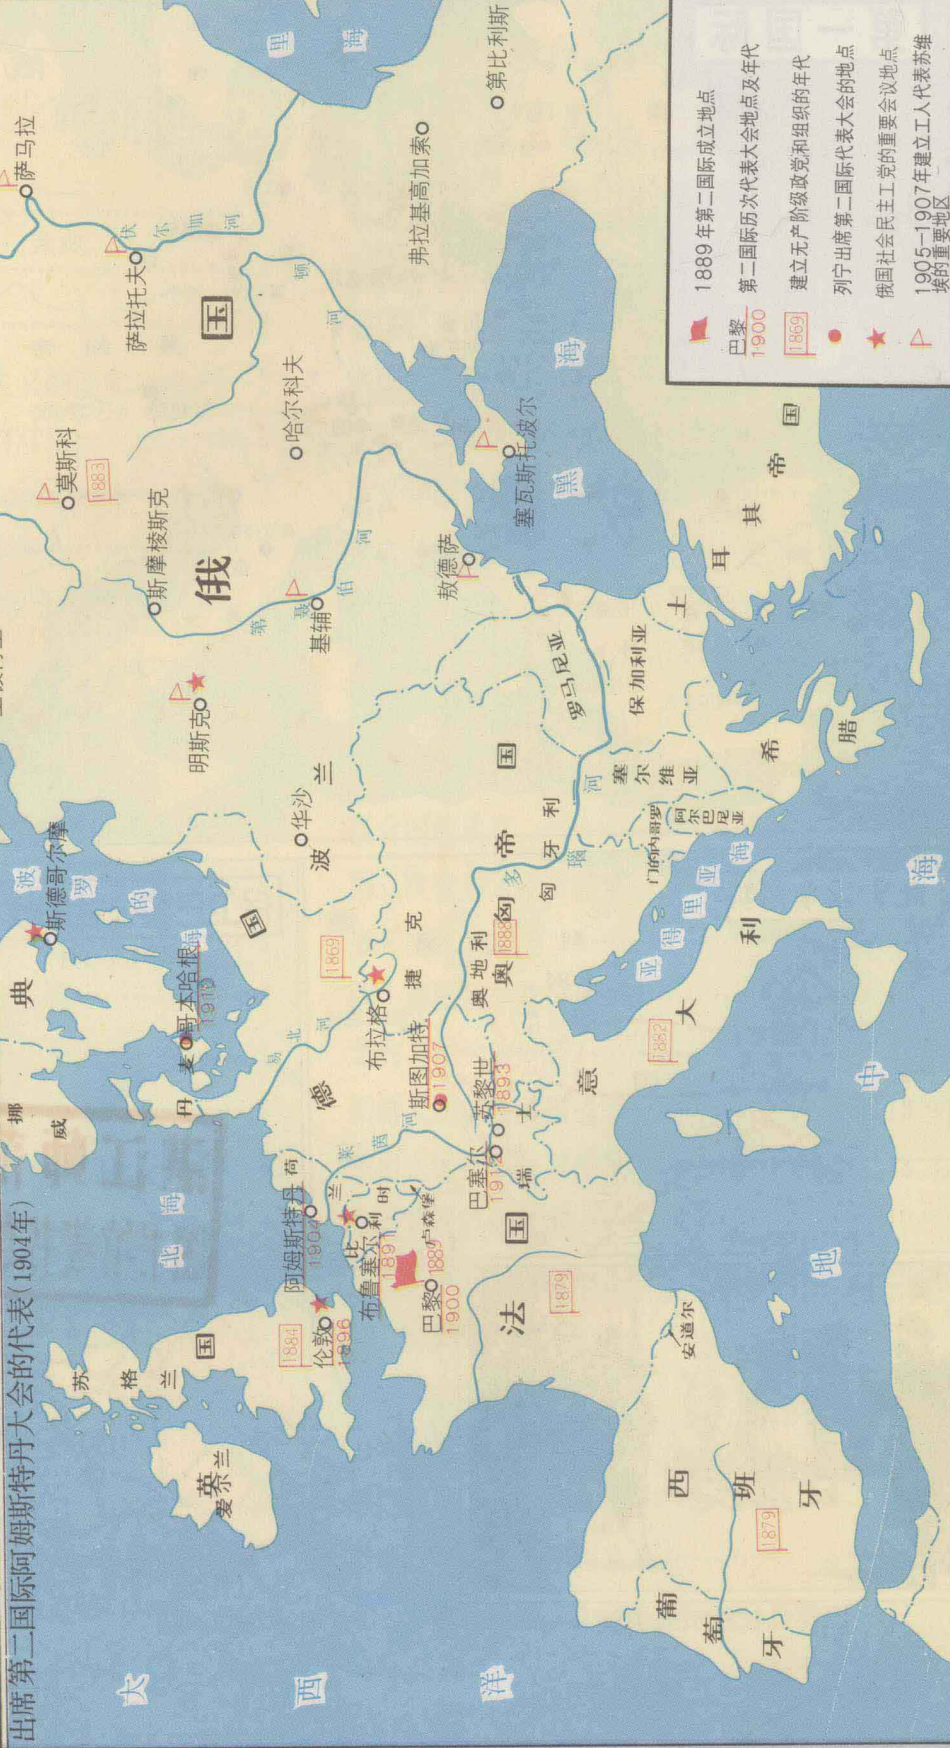 出席第二国际阿姆斯特丹大会的代表(1904年)
大
西
洋
北
海
挪
威
典
波
罗
的
海
斯德哥尔摩
丹
麦
哥本哈根
1910
苏
格
兰
英
国
爱尔兰
1884
伦敦
1896
阿姆斯特丹
1904
荷
兰
布鲁塞尔
1891
比
利
时
卢森堡
巴黎
1889
1900
法
国
1879
安道尔
西
班
牙
1879
葡
萄
牙
德
国
易
北
河
莱
茵
河
斯图加特
1907
巴塞尔
1912
苏黎世
1893
瑞
士
意
大
利
1882
布拉格
捷
克
1869
奥地利
1888
奥
匈
帝
国
匈
牙
利
多
瑙
河
亚
得
里
亚
海
地
中
海
门的内哥罗
阿尔巴尼亚
塞尔维亚
希
腊
罗马尼亚
保加利亚
土
耳
其
帝
国
黑
海
波
兰
华沙
俄
国
明斯克
斯摩棱斯克
莫斯科
1883
基辅
第
聂
伯
河
敖德萨
塞瓦斯托波尔
哈尔科夫
顿
河
萨拉托夫
萨马拉
伏
尔
加
河
里
海
弗拉基高加索
第比利斯
1889年第二国际成立地点
巴黎
1900
第二国际历次代表大会地点及年代
1869
建立无产阶级政党和组织的年代
列宁出席第二国际代表大会的地点
俄国社会民主工党的重要会议地点
1905-1907年建立工人代表苏维
埃的重要地区